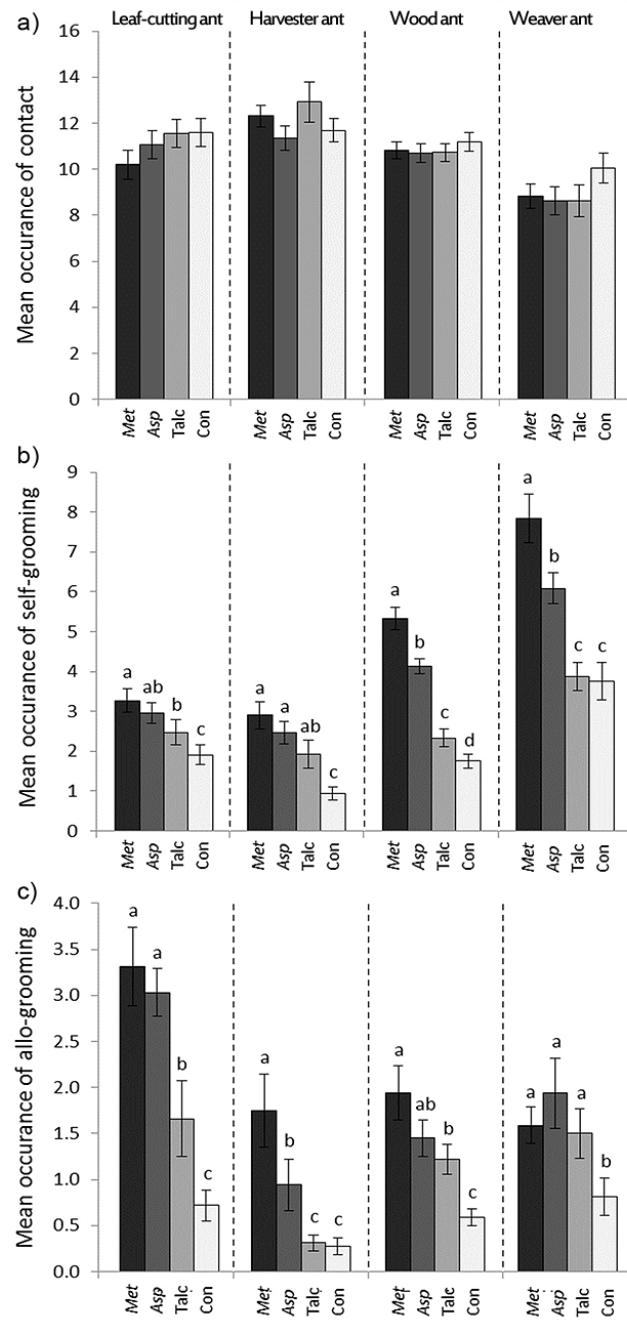 a)
Leaf-cutting ant Harvester ant Wood ant Weaver ant
Mean occurance of contact
16
14
12
10
8
6
4
2
0
Met Asp Talc Con Met Asp Talc Con Met Asp Talc Con Met Asp Talc Con
b)
Mean occurance of self-grooming
9
8
7
6
5
4
3
2
1
0
a ab b c a a ab c a b c d a b c c
Met Asp Talc Con Met Asp Talc Con Met Asp Talc Con Met Asp Talc Con
c)
Mean occurance of allo-grooming
4.0
3.5
3.0
2.5
2.0
1.5
1.0
0.5
0.0
a a b c a b c c a ab b c a a a b
Met Asp Talc Con Met Asp Talc Con Met Asp Talc Con Met Asp Talc Con